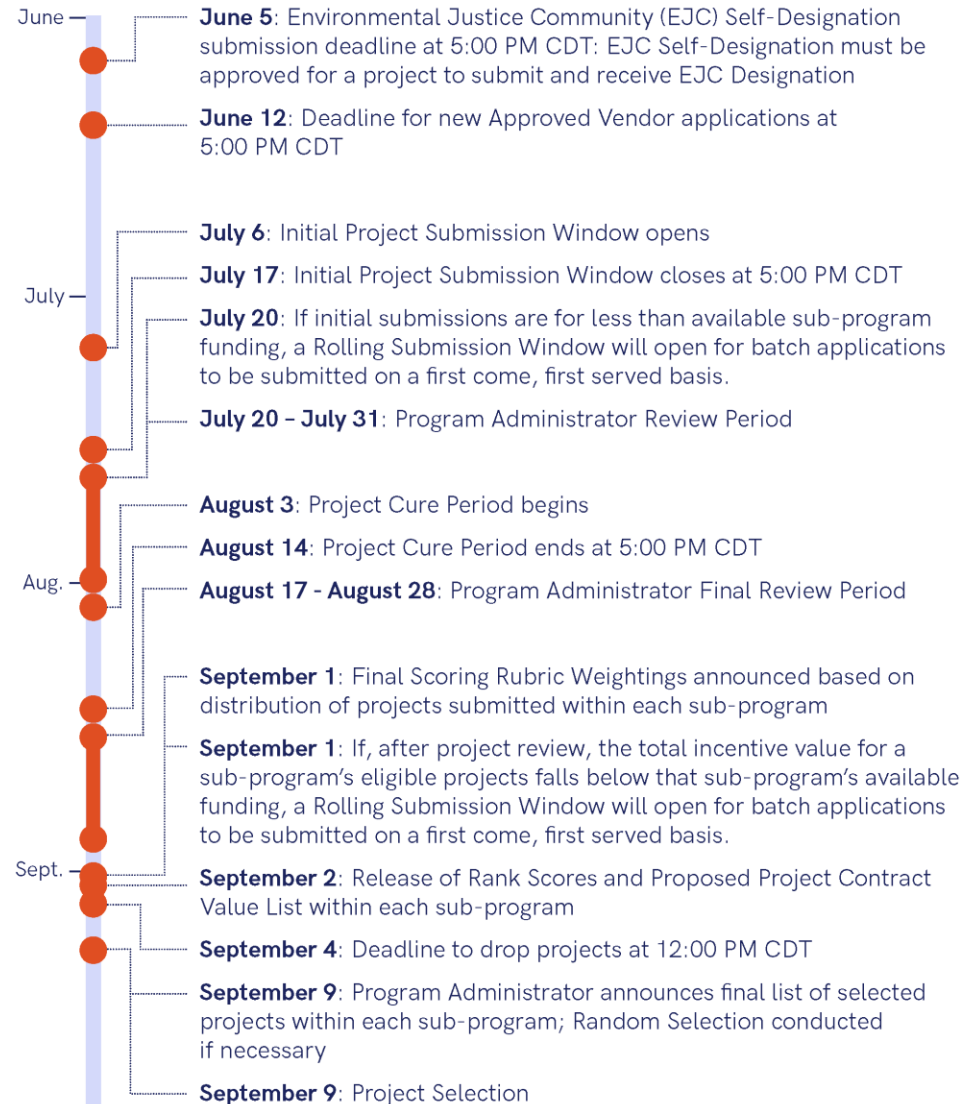 June
June 5: Environmental Justice Community (EJC) Self-Designation
submission deadline at 5:00 PM CDT: EJC Self-Designation must be
approved for a project to submit and receive EJC Designation
June 12: Deadline for new Approved Vendor applications at
5:00 PM CDT
July 6: Initial Project Submission Window opens
July 17: Initial Project Submission Window closes at 5:00 PM CDT
July
July 20: If initial submissions are for less than available sub-program
funding, a Rolling Submission Window will open for batch applications
to be submitted on a first come, first served basis.
July 20 – July 31: Program Administrator Review Period
August 3: Project Cure Period begins
August 14: Project Cure Period ends at 5:00 PM CDT
Aug.
August 17 - August 28: Program Administrator Final Review Period
September 1: Final Scoring Rubric Weightings announced based on
distribution of projects submitted within each sub-program
September 1: If, after project review, the total incentive value for a
sub-program’s eligible projects falls below that sub-program’s available
funding, a Rolling Submission Window will open for batch applications
to be submitted on a first come, first served basis.
Sept.
September 2: Release of Rank Scores and Proposed Project Contract
Value List within each sub-program
September 4: Deadline to drop projects at 12:00 PM CDT
September 9: Program Administrator announces final list of selected
projects within each sub-program; Random Selection conducted
if necessary
September 9: Project Selection